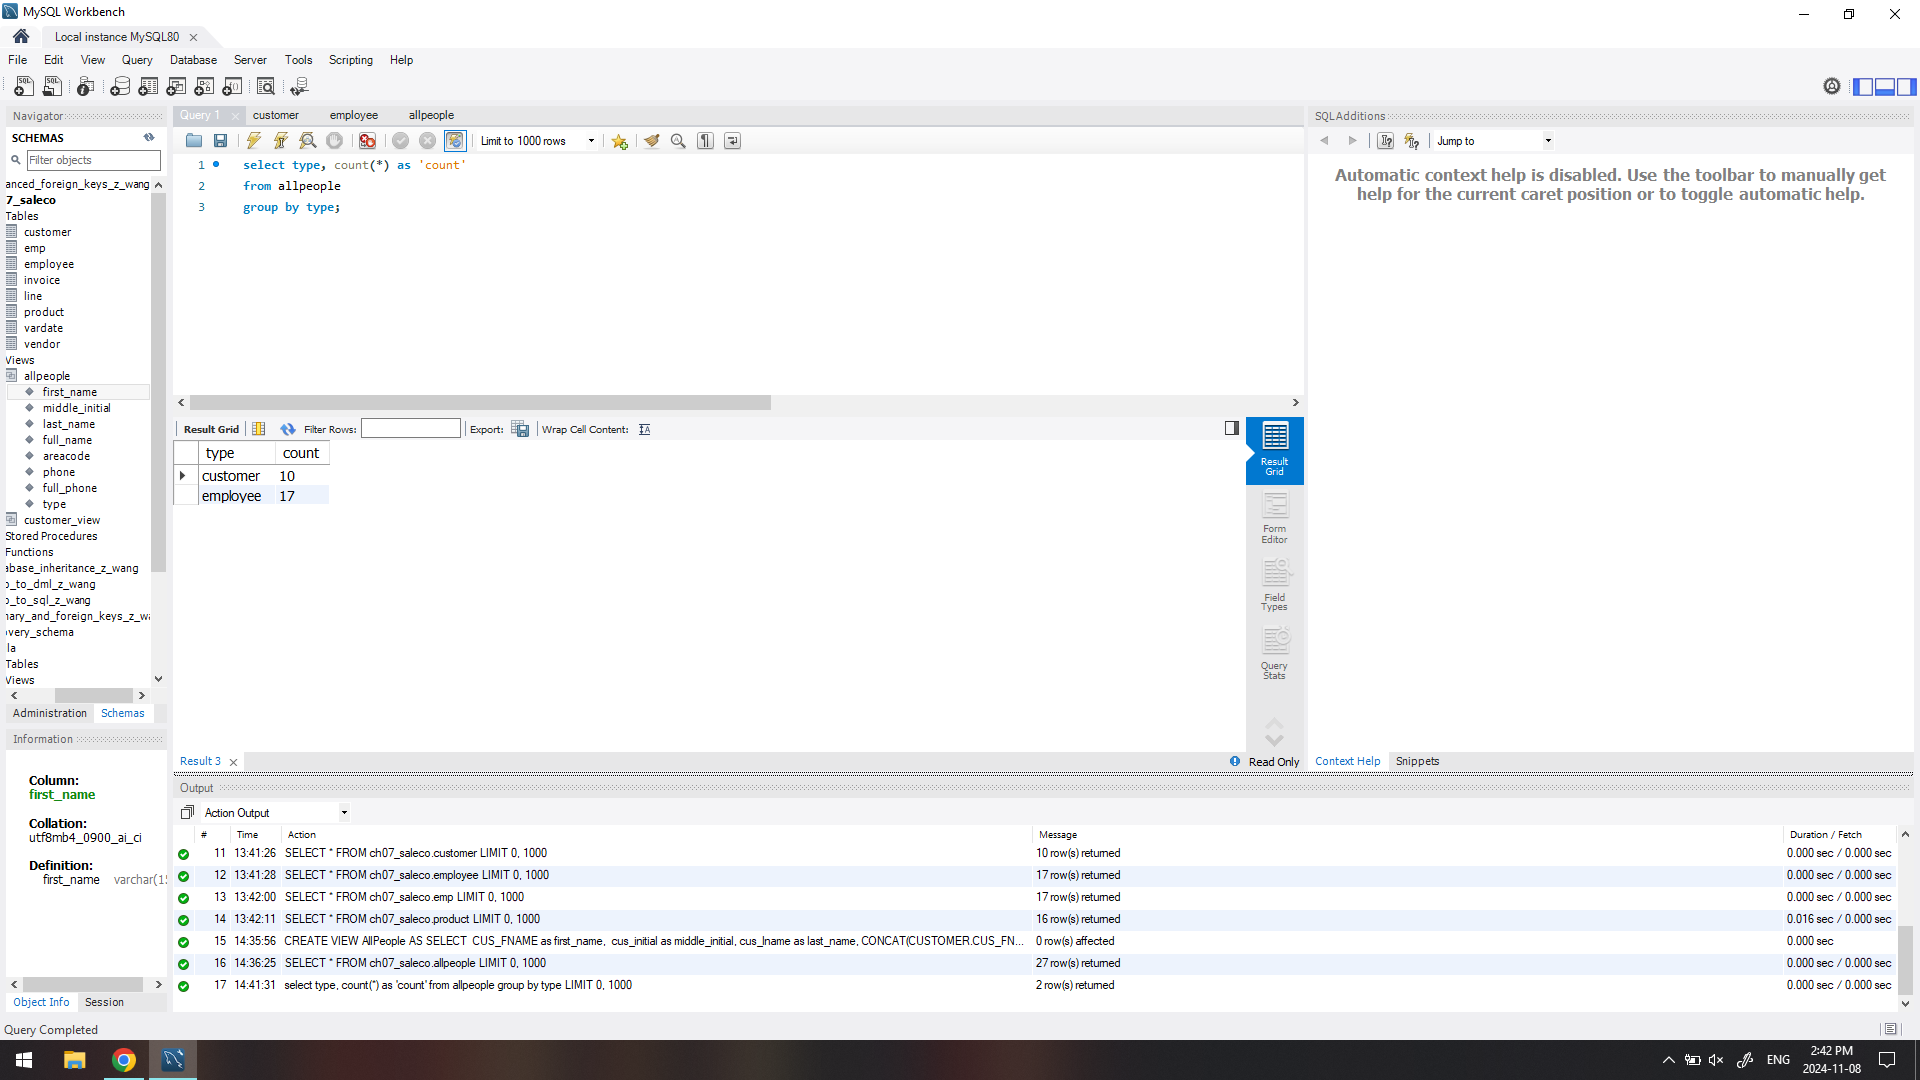 MySQL Workbench
Local instance MySQL80
File Edit View Query Database Server Tools Scripting Help
Navigator
SCHEMAS
Filter objects
anced_foreign_keys_z_wang
7_saleco
Tables
customer
emp
employee
invoice
line
product
vardate
vendor
Views
allpeople
first_name
middle_initial
last_name
full_name
areacode
phone
full_phone
type
customer_view
Stored Procedures
Functions
abase_inheritance_z_wang
o_to_dml_z_wang
o_to_sql_z_wang
nary_and_foreign_keys_z_wa
overy_schema
la
Tables
Views
Administration Schemas
Information
Column:
first_name
Collation:
utf8mb4_0900_ai_ci
Definition:
first_name varchar(15
Object Info Session
Query 1 customer employee allpeople
Limit to 1000 rows
1 select type, count(*) as 'count'
2 from allpeople
3 group by type;
Result Grid Filter Rows: Export: Wrap Cell Content:
type count
customer 10
employee 17
Result
Grid
Form
Editor
Field
Types
Query
Stats
Result 3 Read Only
SQLAdditions
Jump to
Automatic context help is disabled. Use the toolbar to manually get
help for the current caret position or to toggle automatic help.
Context Help Snippets
Output
Action Output
# Time Action Message Duration / Fetch
11 13:41:26 SELECT * FROM ch07_saleco.customer LIMIT 0, 1000 10 row(s) returned 0.000 sec / 0.000 sec
12 13:41:28 SELECT * FROM ch07_saleco.employee LIMIT 0, 1000 17 row(s) returned 0.000 sec / 0.000 sec
13 13:42:00 SELECT * FROM ch07_saleco.emp LIMIT 0, 1000 17 row(s) returned 0.000 sec / 0.000 sec
14 13:42:11 SELECT * FROM ch07_saleco.product LIMIT 0, 1000 16 row(s) returned 0.016 sec / 0.000 sec
15 14:35:56 CREATE VIEW AllPeople AS SELECT CUS_FNAME as first_name, cus_initial as middle_initial, cus_lname as last_name, CONCAT(CUSTOMER.CUS_FN... 0 row(s) affected 0.000 sec
16 14:36:25 SELECT * FROM ch07_saleco.allpeople LIMIT 0, 1000 27 row(s) returned 0.000 sec / 0.000 sec
17 14:41:31 select type, count(*) as 'count' from allpeople group by type LIMIT 0, 1000 2 row(s) returned 0.000 sec / 0.000 sec
Query Completed
ENG
2:42 PM
2024-11-08